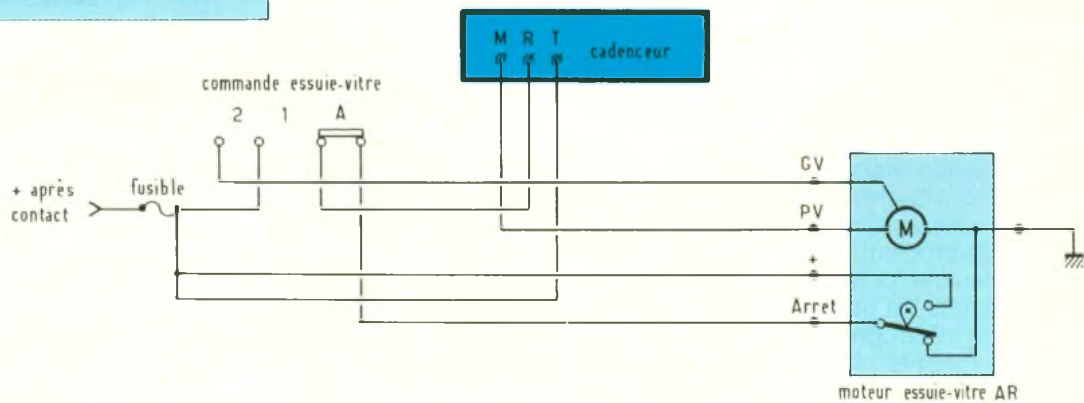 M R T
cadenceur
commande essuie-vitre
2 1 A
GV
+ après
contact
fusible
PV
M
+
Arret
moteur essuie-vitre AR